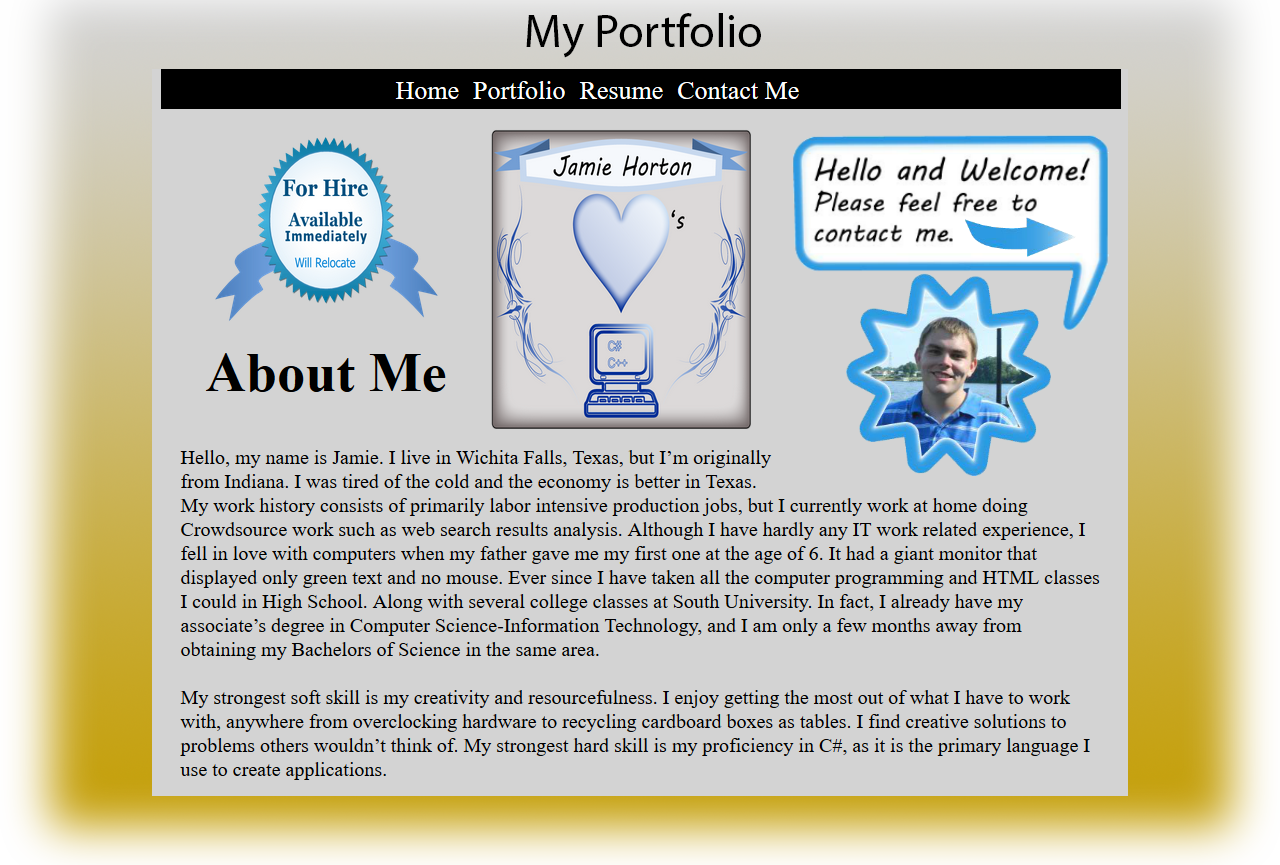 My Portfolio
Home Portfolio Resume Contact Me
For Hire
Available
Immediately
Will Relocate
Jamie Horton
‘s
C#
C++
Hello and Welcome!
Please feel free to
contact me.
About Me
Hello, my name is Jamie. I live in Wichita Falls, Texas, but I’m originally
from Indiana. I was tired of the cold and the economy is better in Texas.
My work history consists of primarily labor intensive production jobs, but I currently work at home doing
Crowdsource work such as web search results analysis. Although I have hardly any IT work related experience, I
fell in love with computers when my father gave me my first one at the age of 6. It had a giant monitor that
displayed only green text and no mouse. Ever since I have taken all the computer programming and HTML classes
I could in High School. Along with several college classes at South University. In fact, I already have my
associate’s degree in Computer Science-Information Technology, and I am only a few months away from
obtaining my Bachelors of Science in the same area.
My strongest soft skill is my creativity and resourcefulness. I enjoy getting the most out of what I have to work
with, anywhere from overclocking hardware to recycling cardboard boxes as tables. I find creative solutions to
problems others wouldn’t think of. My strongest hard skill is my proficiency in C#, as it is the primary language I
use to create applications.